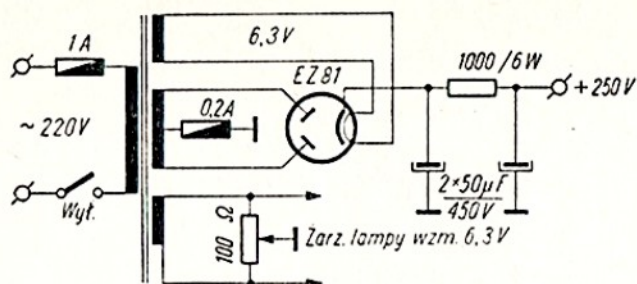 1A
6,3V
EZ81
1000/6W
+250V
0,2A
~220V
2×50µF
450V
Wył.
100 Ω
Żarz. lampy wzm. 6,3V